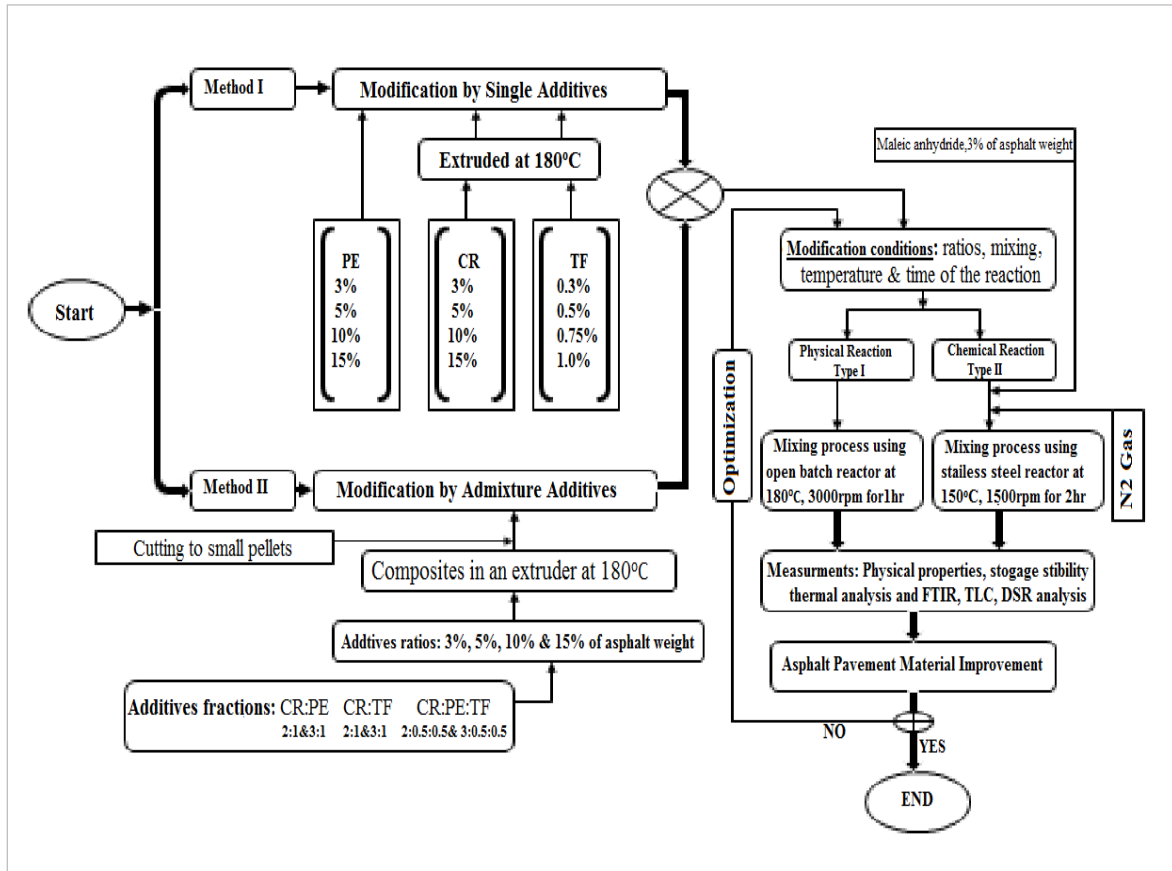 Start
Method I
Modification by Single Additives
Extruded at 180⁰C
PE
3%
5%
10%
15%
CR
3%
5%
10%
15%
TF
0.3%
0.5%
0.75%
1.0%
Method II
Modification by Admixture Additives
Cutting to small pellets
Composites in an extruder at 180⁰C
Addtives ratios: 3%, 5%, 10% & 15% of asphalt weight
Additives fractions: CR:PE CR:TF CR:PE:TF
2:1&3:1 2:1&3:1 2:0.5:0.5& 3:0.5:0.5
Maleic anhydride,3% of asphalt weight
Modification conditions: ratios, mixing,
temperature & time of the reaction
Physical Reaction
Type I
Chemical Reaction
Type II
Optimization
N2 Gas
Mixing process using
open batch reactor at
180⁰C, 3000rpm for1hr
Mixing process using
stailess steel reactor at
150⁰C, 1500rpm for 2hr
Measurments: Physical properties, stogage stibility
thermal analysis and FTIR, TLC, DSR analysis
Asphalt Pavement Material Improvement
NO
YES
END